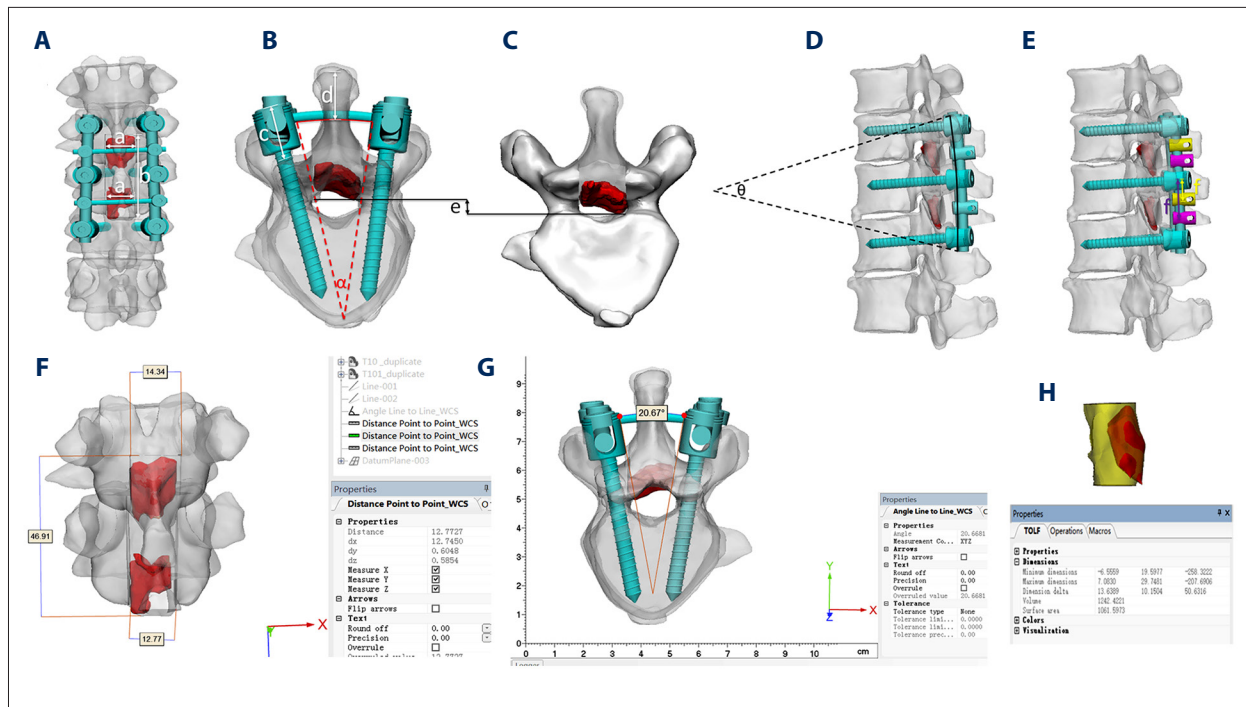 A
B
C
D
E
a
a
b
c
d
α
e
θ
f
f
F
14.34
46.91
12.77
T10_duplicate
T101_duplicate
Line-001
Line-002
Angle Line to Line_WCS
Distance Point to Point_WCS
Distance Point to Point_WCS
Distance Point to Point_WCS
DatumPlane-003
Properties
Distance Point to Point_WCS
Properties
Distance 12.7727
dx 12.7450
dy 0.6048
dz 0.5854
Measure X
Measure Y
Measure Z
Arrows
Flip arrows
Text
Round off 0.00
Precision 0.00
Overrule
X
Y
G
20.67°
9
8
7
6
5
4
3
2
1
0
0 1 2 3 4 5 6 7 8 9 10 cm
Y
X
Z
Properties
Angle Line to Line_WCS
Properties
Angle 20.6681
Measurement Co... XYZ
Arrows
Flip arrows
Text
Round off 0.00
Precision 0.00
Overrule
Overruled value 20.6681
Tolerance
Tolerance type None
Tolerance limi... 0.0000
Tolerance limi... 0.0000
Tolerance prec... 0.00
H
Properties X
TOLF Operations Macros
Properties
Dimensions
Minimum dimensions -6.5559 19.5977 -258.3222
Maximum dimensions 7.0830 29.7481 -207.6906
Dimension delta 13.6389 10.1504 50.6316
Volume 1242.4221
Surface area 1061.5973
Colors
Visualization